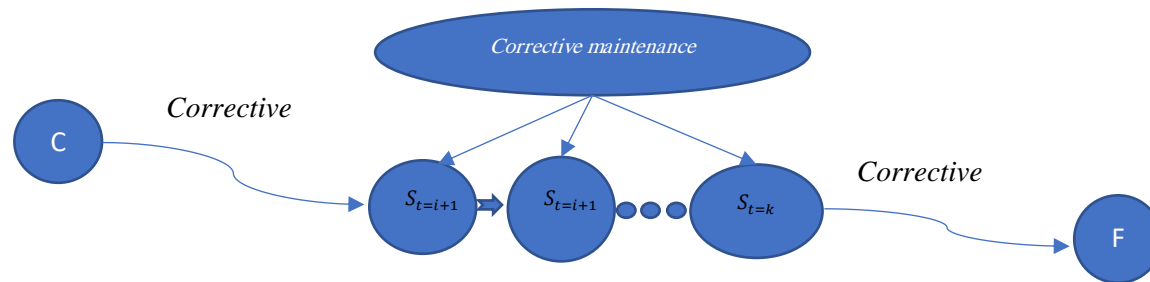 Corrective maintenance
Corrective
C
S_{t=i+1}
S_{t=i+1}
S_{t=k}
Corrective
F